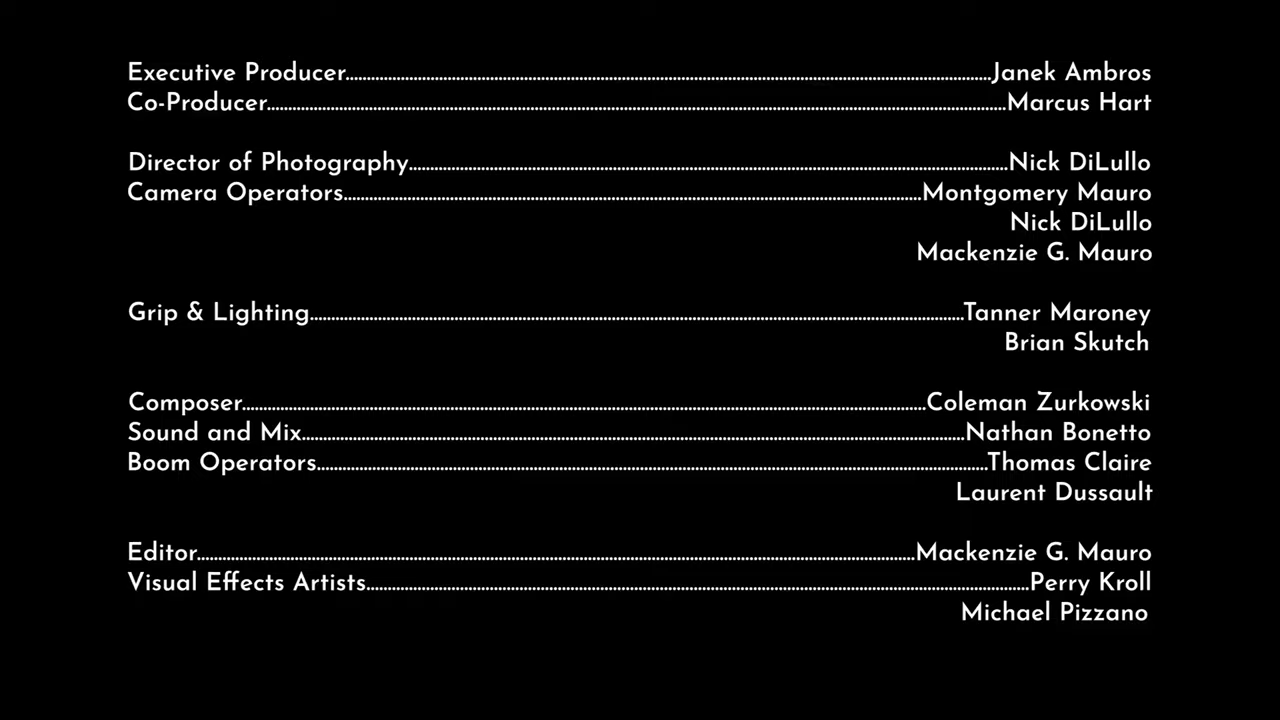 Executive Producer..........Janek Ambros
Co-Producer..........Marcus Hart
Director of Photography..........Nick DiLullo
Camera Operators..........Montgomery Mauro
Nick DiLullo
Mackenzie G. Mauro
Grip & Lighting..........Tanner Maroney
Brian Skutch
Composer..........Coleman Zurkowski
Sound and Mix..........Nathan Bonetto
Boom Operators..........Thomas Claire
Laurent Dussault
Editor..........Mackenzie G. Mauro
Visual Effects Artists..........Perry Kroll
Michael Pizzano